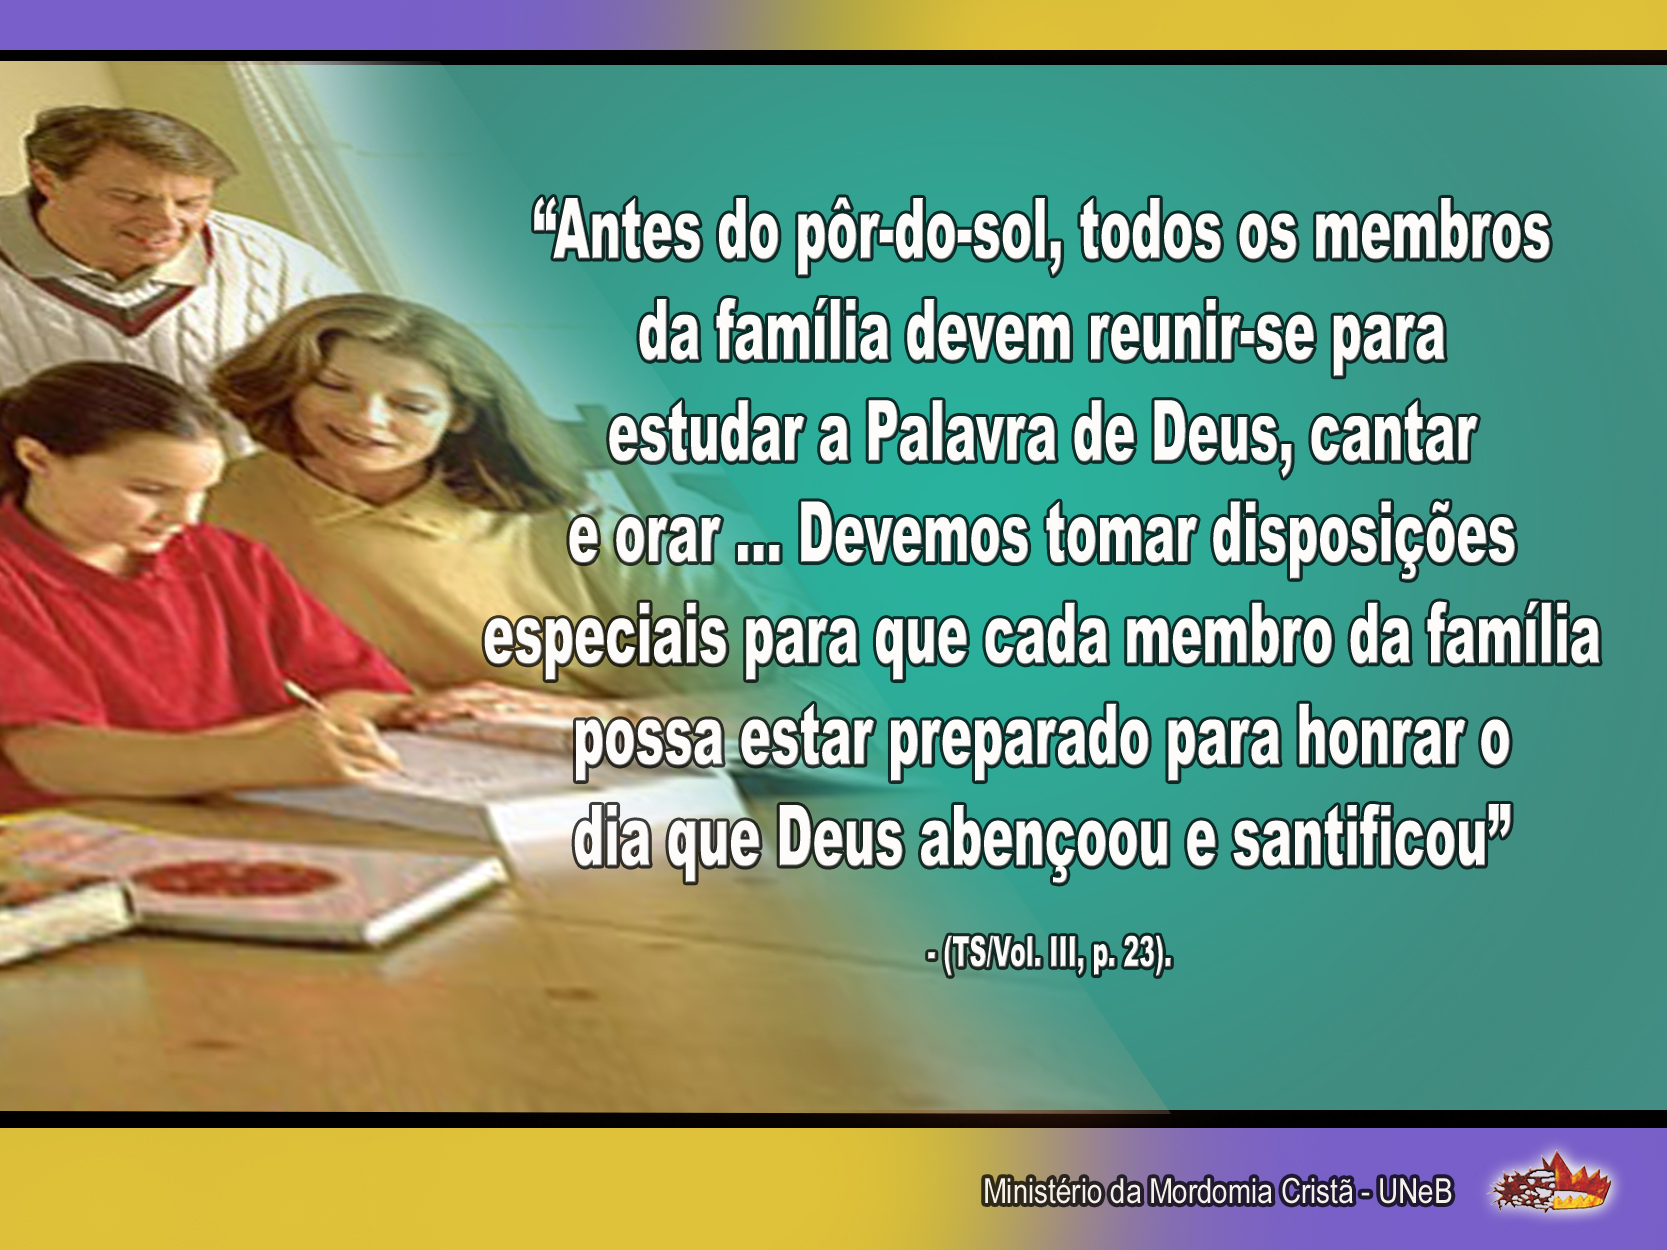 “Antes do pôr-do-sol, todos os membros
da família devem reunir-se para
estudar a Palavra de Deus, cantar
e orar ... Devemos tomar disposições
especiais para que cada membro da família
possa estar preparado para honrar o
dia que Deus abençoou e santificou”
- (TS/Vol. III, p. 23).
Ministério da Mordomia Cristã - UNeB